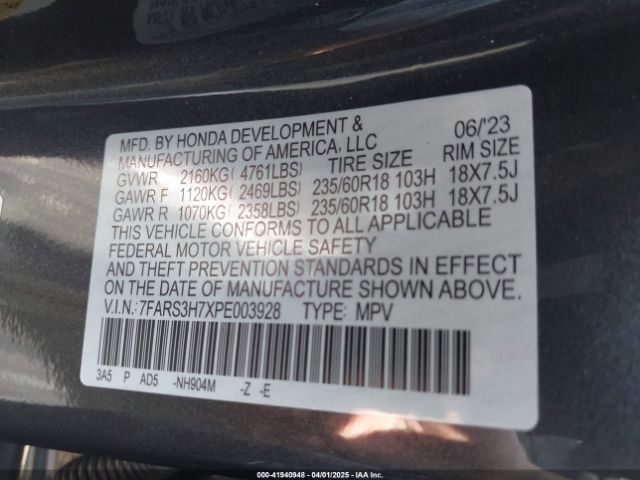 MFD. BY HONDA DEVELOPMENT & 06/'23
MANUFACTURING OF AMERICA, LLC
GVWR 2160KG( 4761LBS) TIRE SIZE RIM SIZE
GAWR F 1120KG( 2469LBS) 235/60R18 103H 18X7.5J
GAWR R 1070KG( 2358LBS) 235/60R18 103H 18X7.5J
THIS VEHICLE CONFORMS TO ALL APPLICABLE
FEDERAL MOTOR VEHICLE SAFETY
AND THEFT PREVENTION STANDARDS IN EFFECT
ON THE DATE OF MANUFACTURE SHOWN ABOVE.
V.I.N.:7FARS3H7XPE003928 TYPE: MPV
3A5 P AD5 -NH904M -Z -E
000-41940948 - 04/01/2025 - IAA Inc.